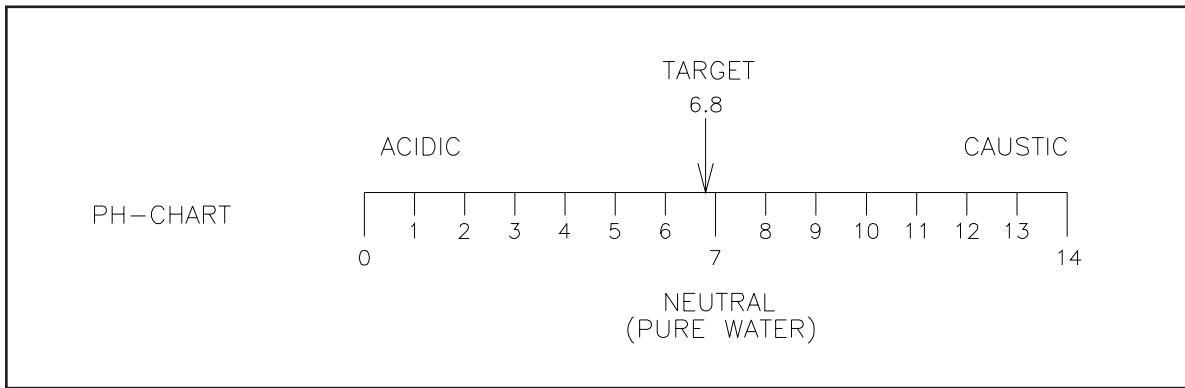 TARGET
6.8
ACIDIC CAUSTIC
PH-CHART
1 2 3 4 5 6 8 9 10 11 12 13
0 7 14
NEUTRAL
(PURE WATER)